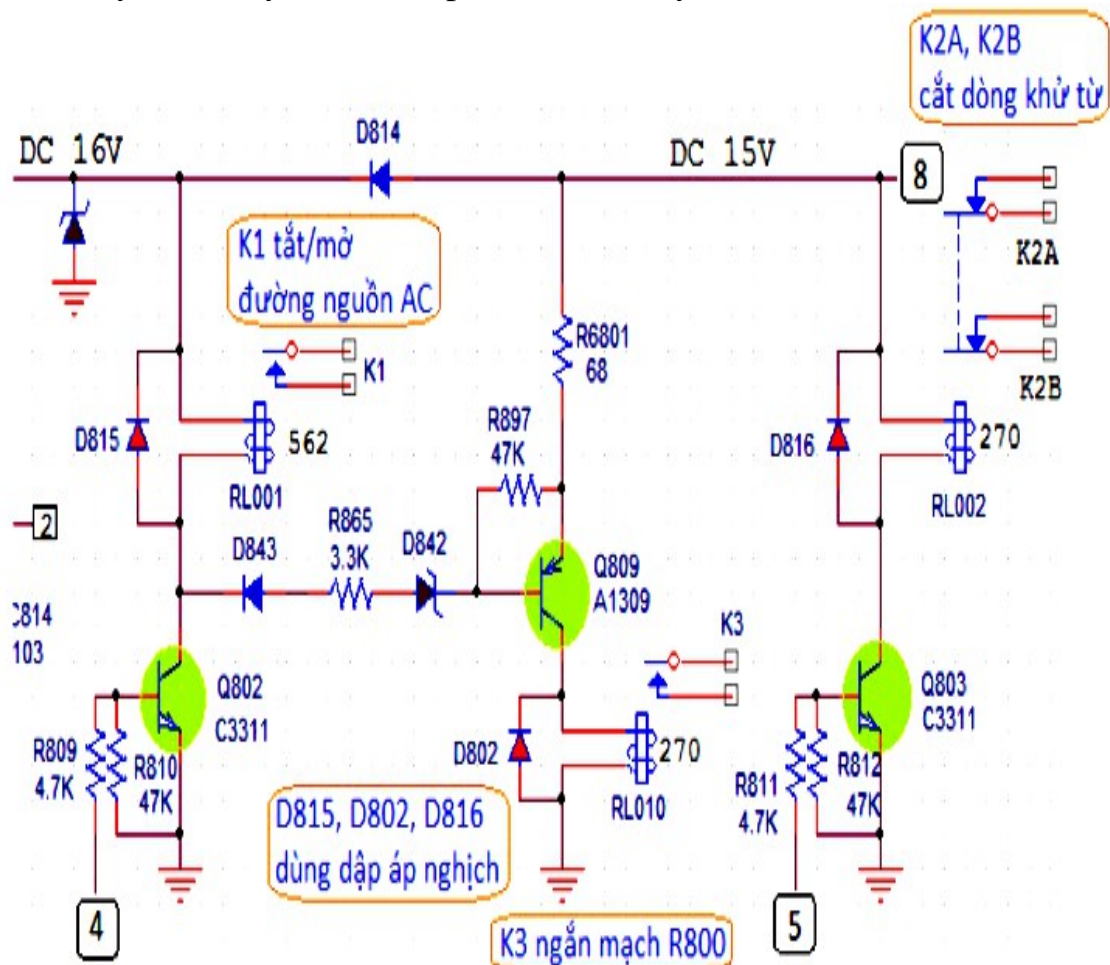 K2A, K2B
cắt dòng khử từ
D814
DC 16V
DC 15V
8
K1 tắt/mở
đường nguồn AC
K2A
R6801
68
K1
K2B
R897
47K
D815
562
D816
270
RL001
RL002
2
R865
3.3K
D843
D842
Q809
A1309
C814
103
K3
Q802
C3311
Q803
C3311
R809
4.7K
R810
47K
D802
270
R811
4.7K
R812
47K
RL010
D815, D802, D816
dùng dập áp nghịch
4
K3 ngắn mạch R800
5